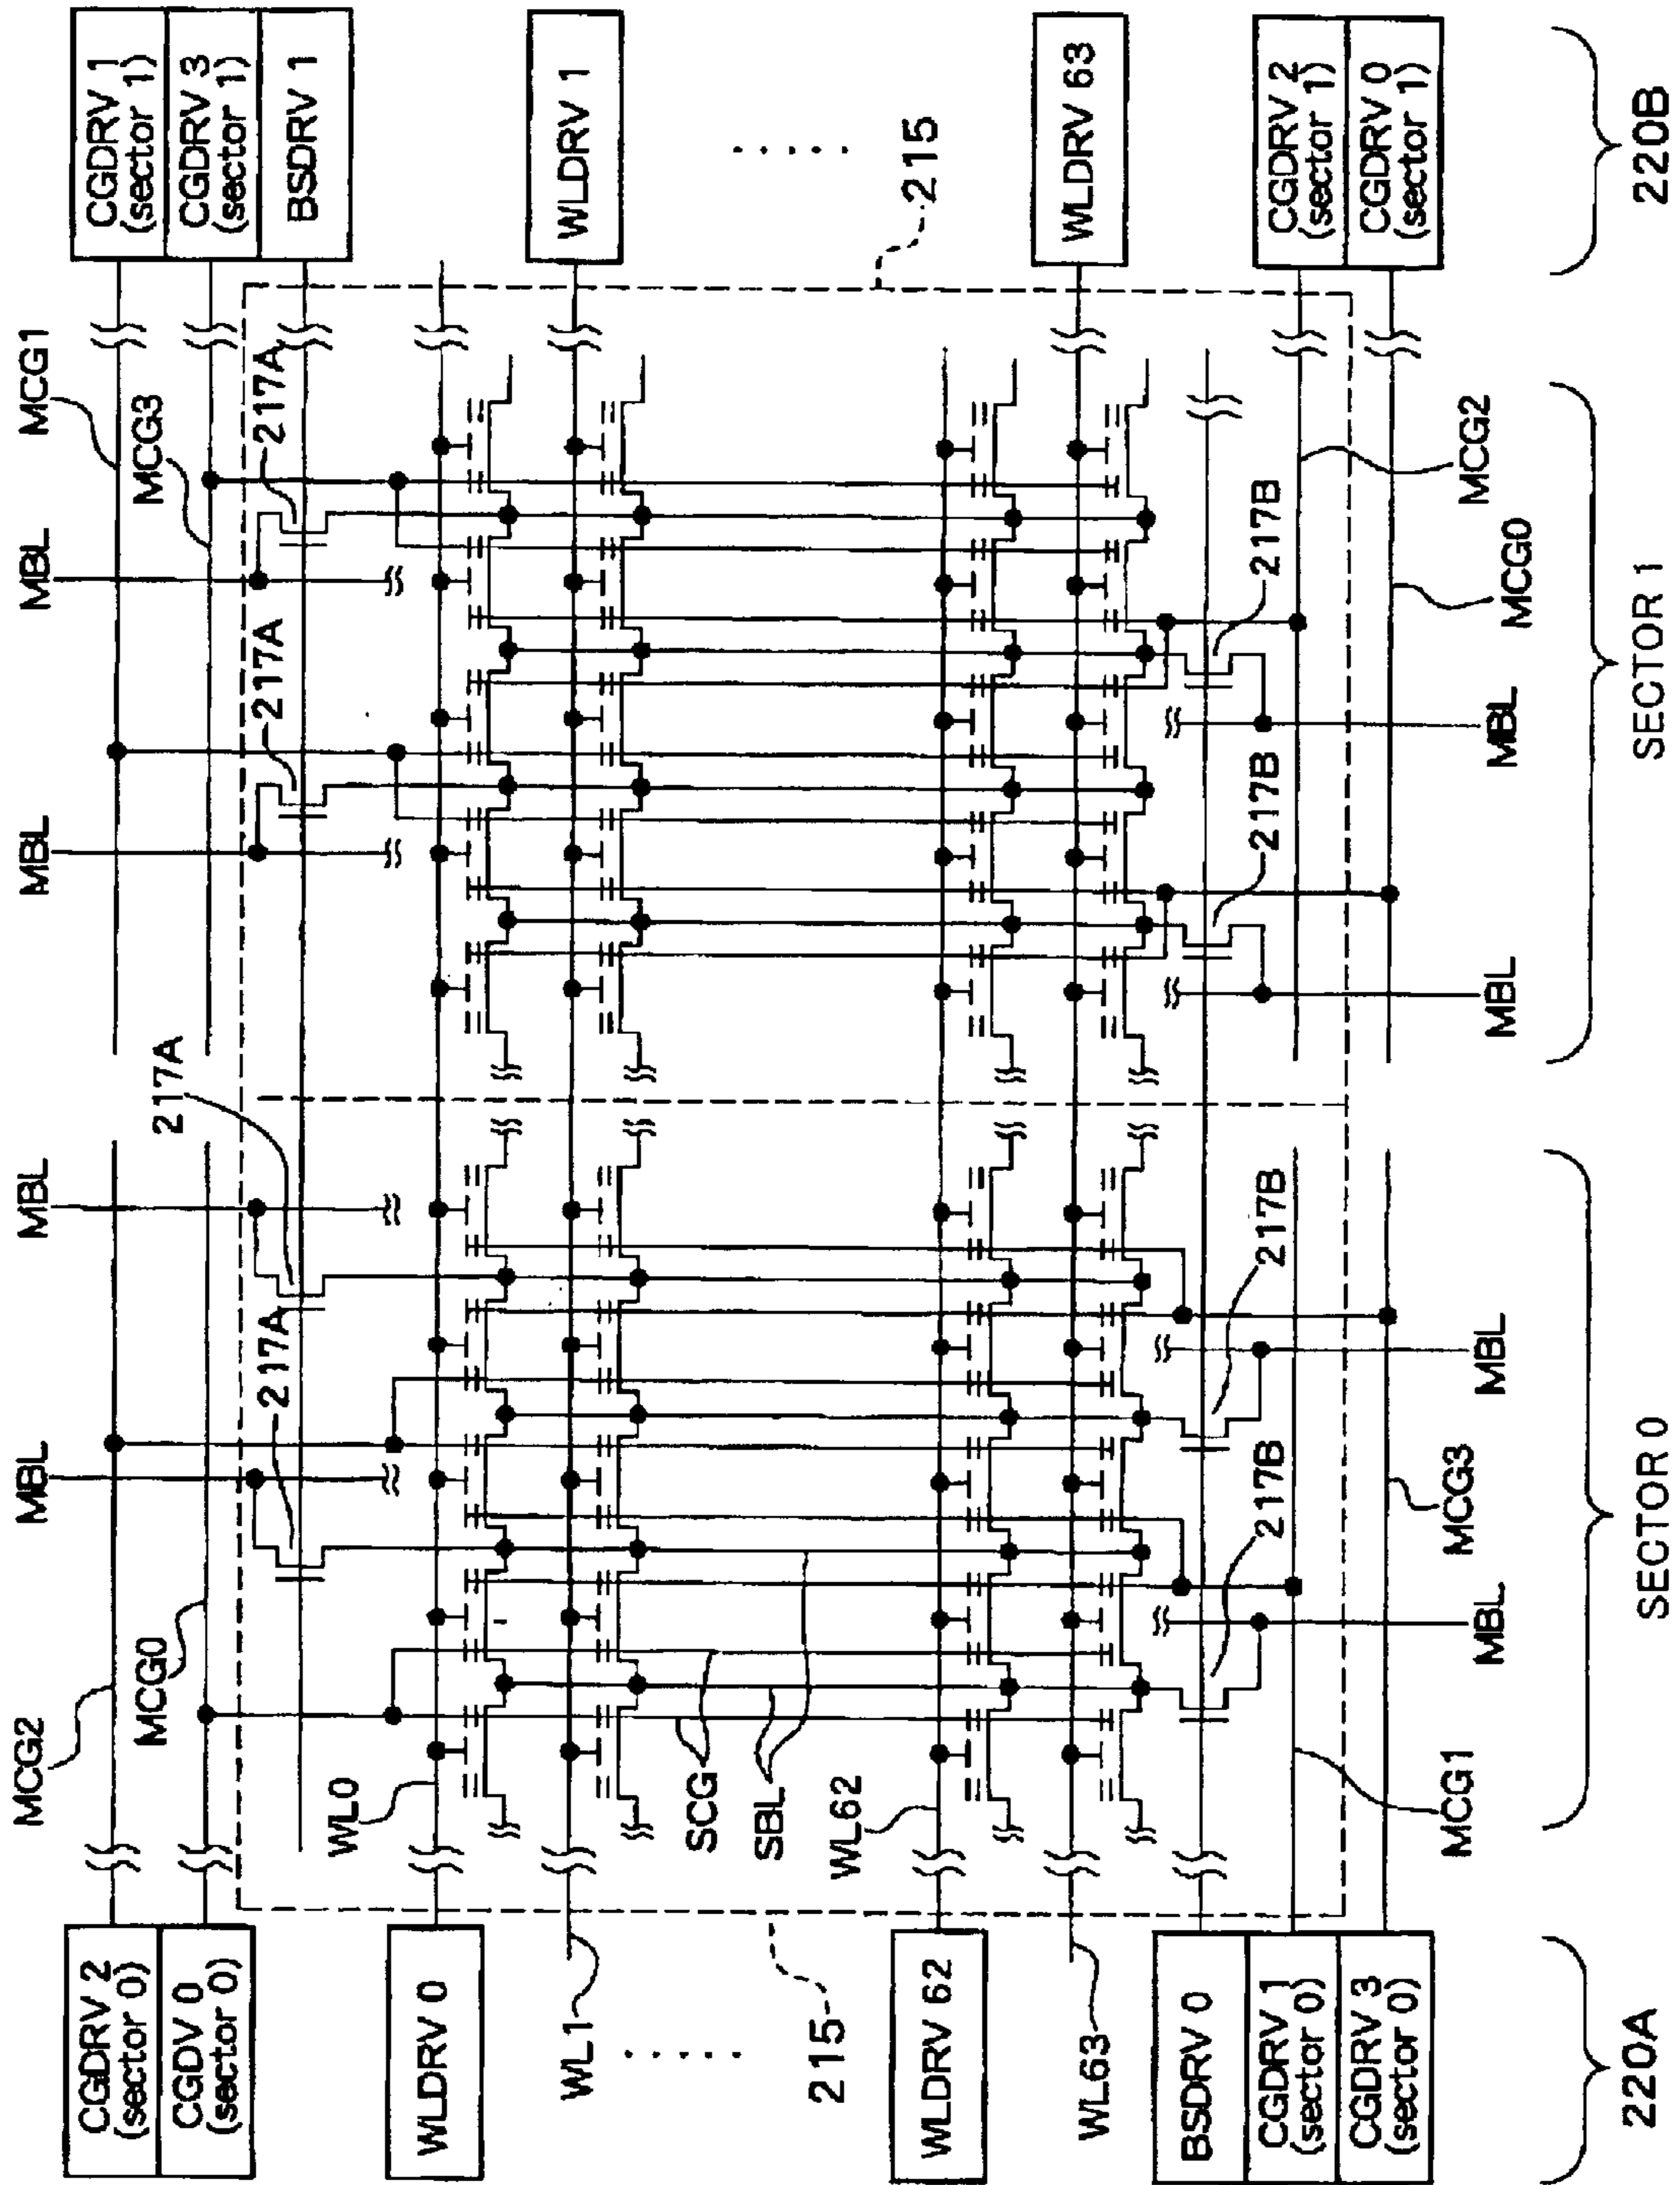 MCG2
MBL
MBL
MBL
MBL
MCG1
CGDRV 2
(sector 0)
CGDV 0
(sector 0)
MCG0
217A
217A
217A
217A
MCG3
CGDRV 1
(sector 1)
CGDRV 3
(sector 1)
BSDRV 1
WL0
WLDRV 0
WL1
WLDRV 1
.....
.....
SCG
SBL
215
215
WL62
WLDRV 62
WLDRV 63
WL63
BSDRV 0
217B
217B
217B
217B
CGDRV 1
(sector 0)
CGDRV 3
(sector 0)
CGDRV 2
(sector 1)
CGDRV 0
(sector 1)
MCG1
MBL
MCG3
MBL
MBL
MBL
MCG0
MCG2
220A
SECTOR 0
SECTOR 1
220B